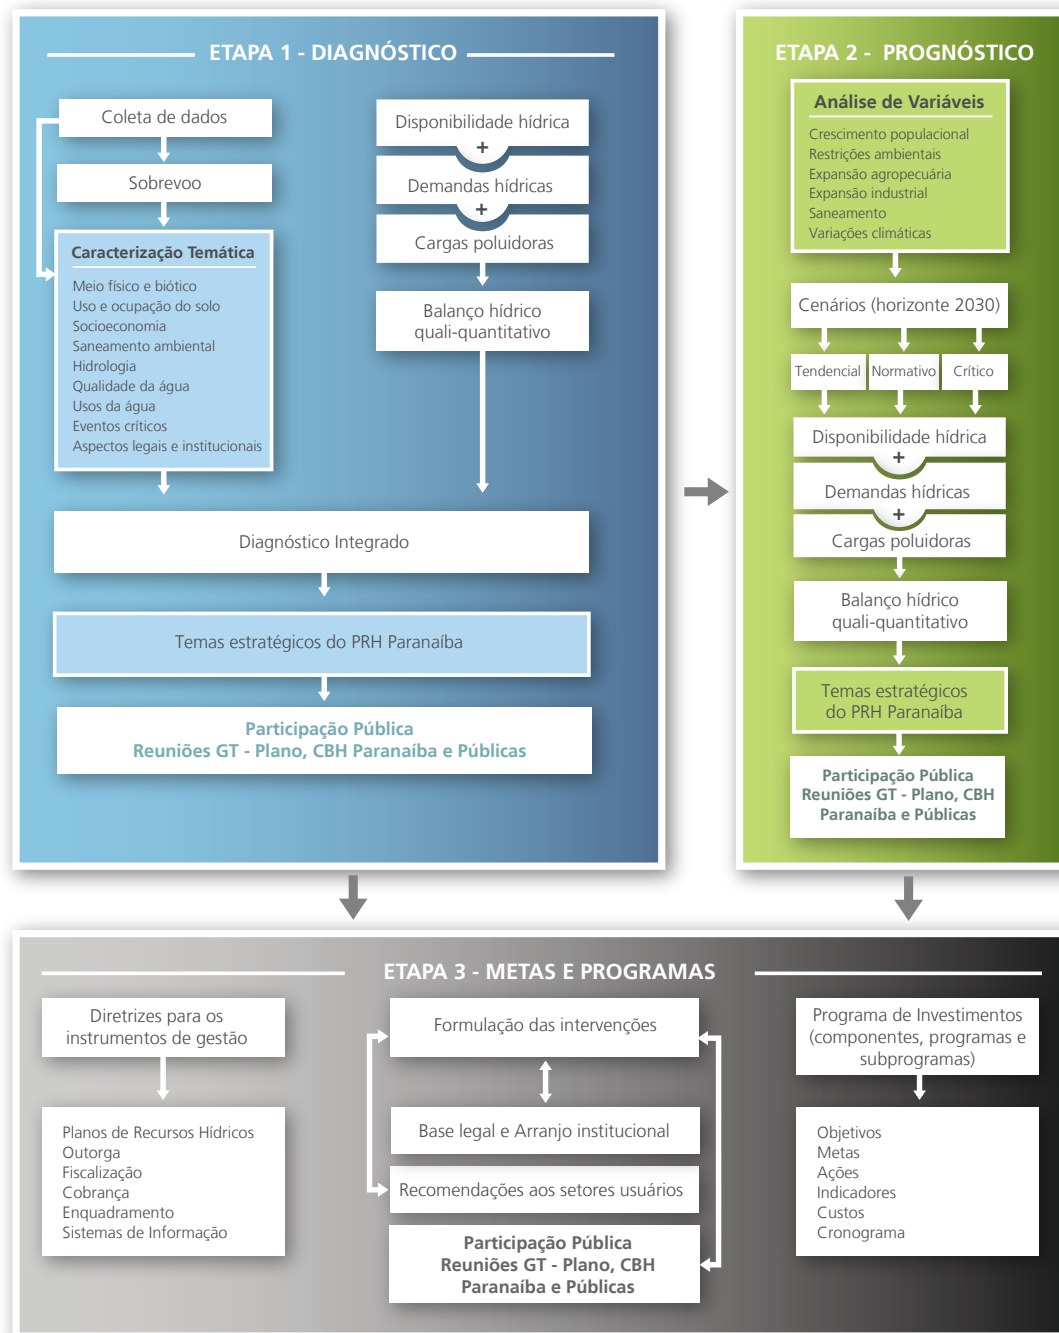 ETAPA 1 - DIAGNÓSTICO
Coleta de dados
Sobrevoo
Caracterização Temática
Meio físico e biótico
Uso e ocupação do solo
Socioeconomia
Saneamento ambiental
Hidrologia
Qualidade da água
Usos da água
Eventos críticos
Aspectos legais e institucionais
Disponibilidade hídrica
+
Demandas hídricas
+
Cargas poluidoras
Balanço hídrico
quali-quantitativo
Diagnóstico Integrado
Temas estratégicos do PRH Paranaíba
Participação Pública
Reuniões GT - Plano, CBH Paranaíba e Públicas
ETAPA 2 - PROGNÓSTICO
Análise de Variáveis
Crescimento populacional
Restrições ambientais
Expansão agropecuária
Expansão industrial
Saneamento
Variações climáticas
Cenários (horizonte 2030)
Tendencial
Normativo
Crítico
Disponibilidade hídrica
+
Demandas hídricas
+
Cargas poluidoras
Balanço hídrico
quali-quantitativo
Temas estratégicos
do PRH Paranaíba
Participação Pública
Reuniões GT - Plano, CBH
Paranaíba e Públicas
ETAPA 3 - METAS E PROGRAMAS
Diretrizes para os
instrumentos de gestão
Planos de Recursos Hídricos
Outorga
Fiscalização
Cobrança
Enquadramento
Sistemas de Informação
Formulação das intervenções
Base legal e Arranjo institucional
Recomendações aos setores usuários
Participação Pública
Reuniões GT - Plano, CBH
Paranaíba e Públicas
Programa de Investimentos
(componentes, programas e
subprogramas)
Objetivos
Metas
Ações
Indicadores
Custos
Cronograma